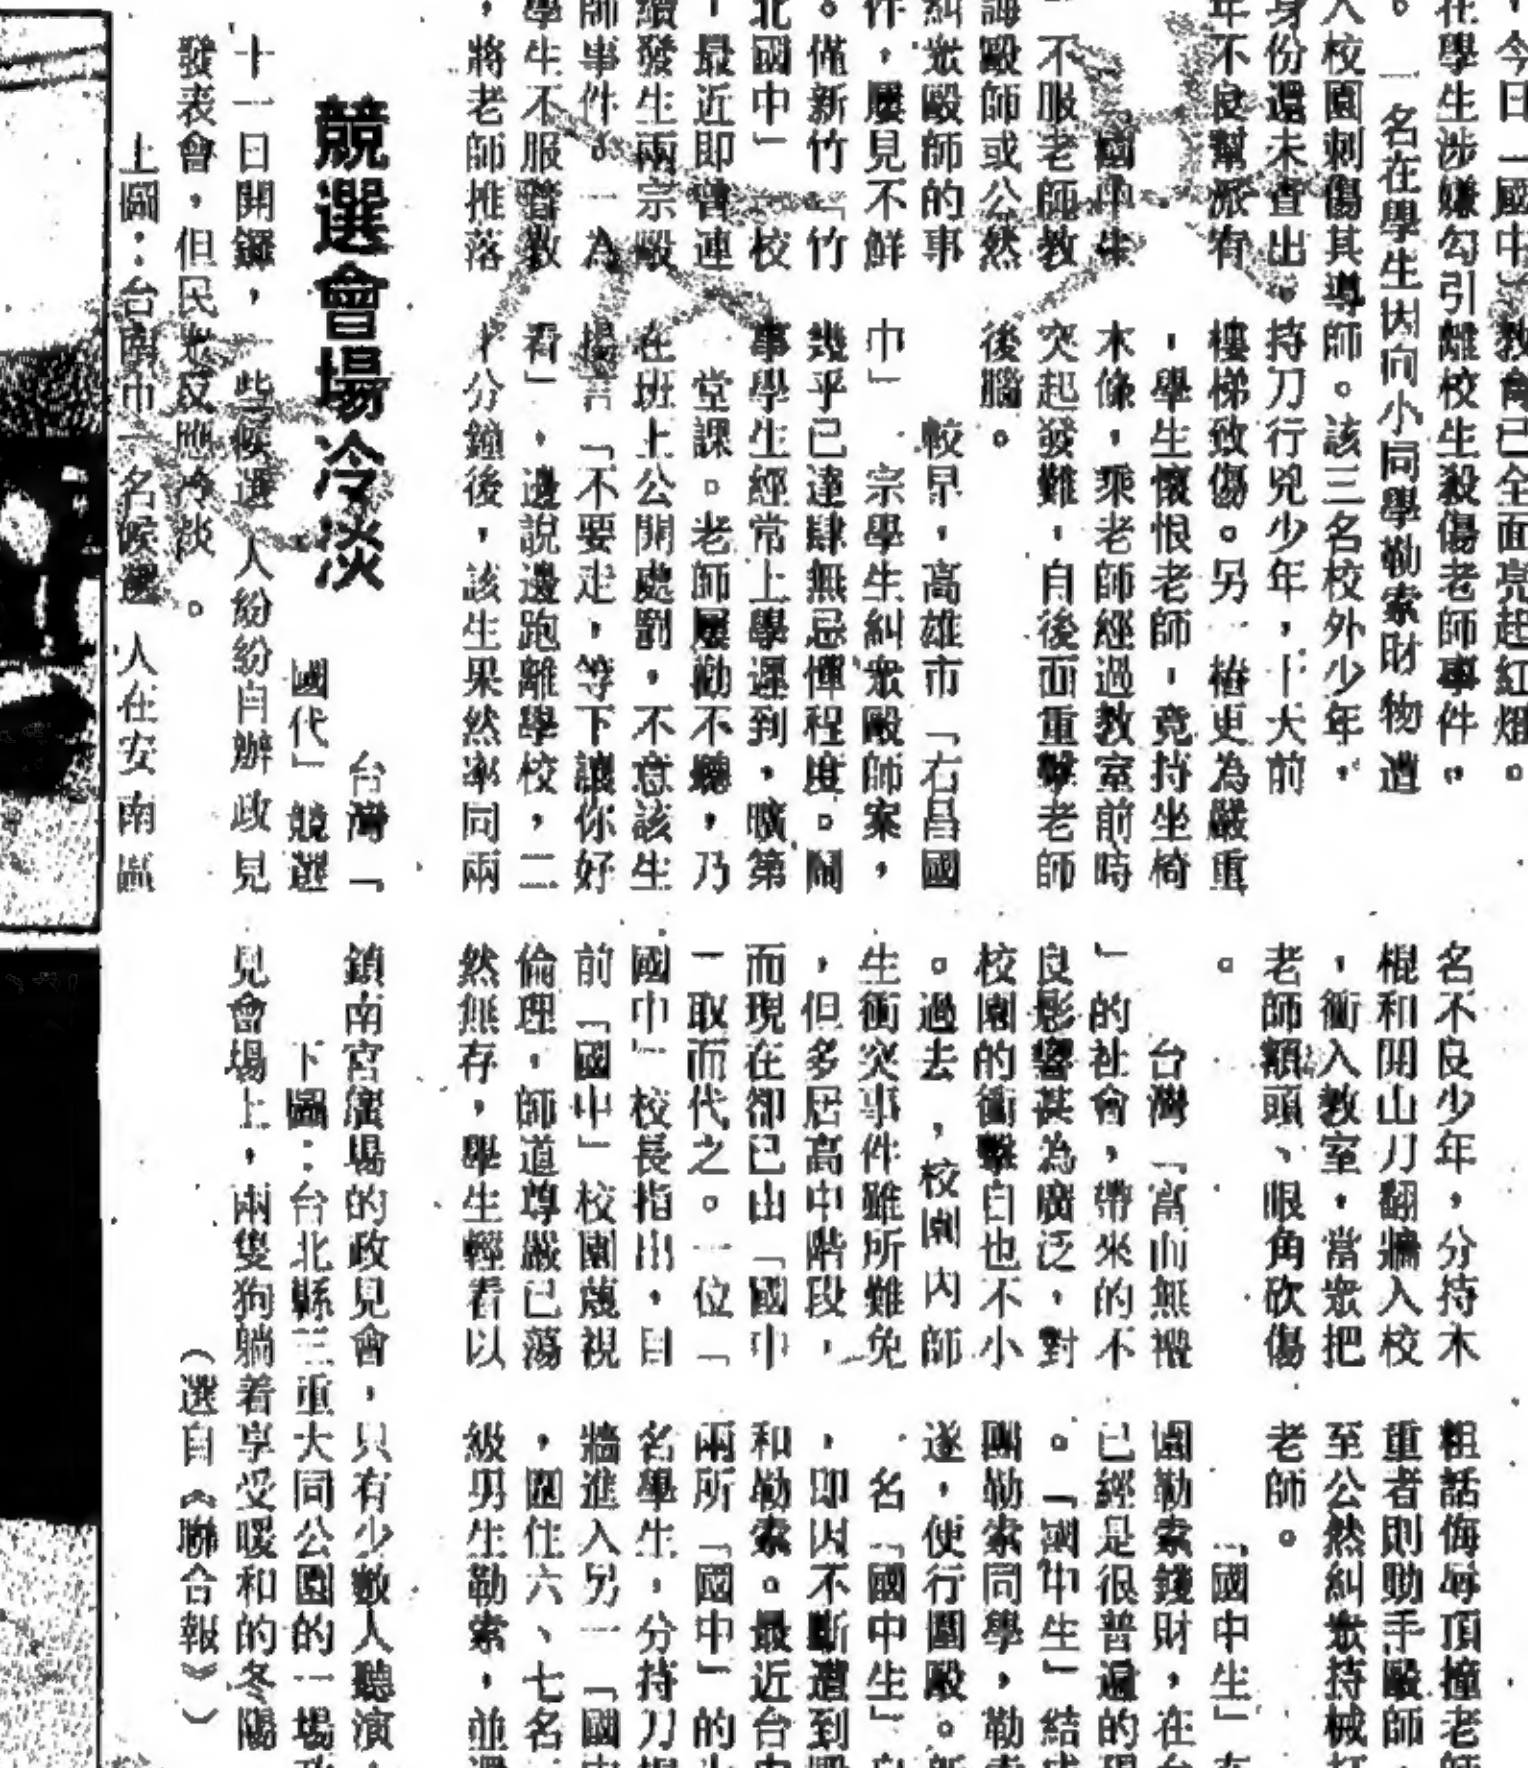 ，今日「國中」教育已全面亮起紅燈。
在學生涉嫌勾引離校生殺傷老師事件，
。一名在學生因向小同學勒索財物遭
人校園刺傷其導師。該三名校外少年，
身份還未查出。持刀行兇少年，十大前
年不良幫派有
「國中生
」不服老師教
誨毆師或公然
糾眾毆師的事
件，屢見不鮮
。僅新竹「竹
北國中」一校
，最近即曾連
續發生兩宗毆
師事件。一為
學生不服管教
，將老師推落
樓梯致傷。另一樁更為嚴重
，學生懷恨老師，竟持坐椅
木條，乘老師經過教室前時
突起發難，自後面重擊老師
後腦。
較早，高雄市「右昌國
中」一宗學生糾眾毆師案，
幾乎已達肆無忌憚程度。鬧
事學生經常上學遲到，曠第
一堂課。老師屢勸不聽，乃
在班上公開處罰，不意該生
揚言「不要走，等下讓你好
看」，邊說邊跑離學校，二
十分鐘後，該生果然率同兩
名不良少年，分持木
棍和開山刀翻牆入校
，衝入教室，當眾把
老師額頭、眼角砍傷
。
台灣「富而無禮
」的社會，帶來的不
良影響甚為廣泛，對
校園的衝擊自也不小
。過去，校園內師
生衝突事件雖所難免
，但多居高中階段，
而現在卻已由「國中
」取而代之。一位「
國中」校長指出，目
前「國中」校園蔑視
倫理，師道尊嚴已蕩
然無存，學生輕看以
粗話侮辱頂撞老師
重者則動手毆師，
至公然糾眾持械打
老師。
「國中生」在
園勒索錢財，在台
已經是很普遍的現
。「國中生」結成
團勒索同學，勒索
遂，便行圍毆。新
一名「國中生」自
，即因不斷遭到毆
和勒索。最近台中
兩所「國中」的
名學生，分持刀棍
牆進入另一「國中
，圍住六、七名
級男生勒索，並還
競選會場冷淡
台灣「
國代」競選
十一日開鑼，一些候選人紛紛自辦政見
發表會，但民眾反應冷淡。
上圖：台南市一名候選人在安南區
鎮南宮廣場的政見會，只有少數人聽演，
下圖：台北縣三重大同公園的一場政
見會場上，兩隻狗躺着享受暖和的冬陽
（選自《聯合報》）